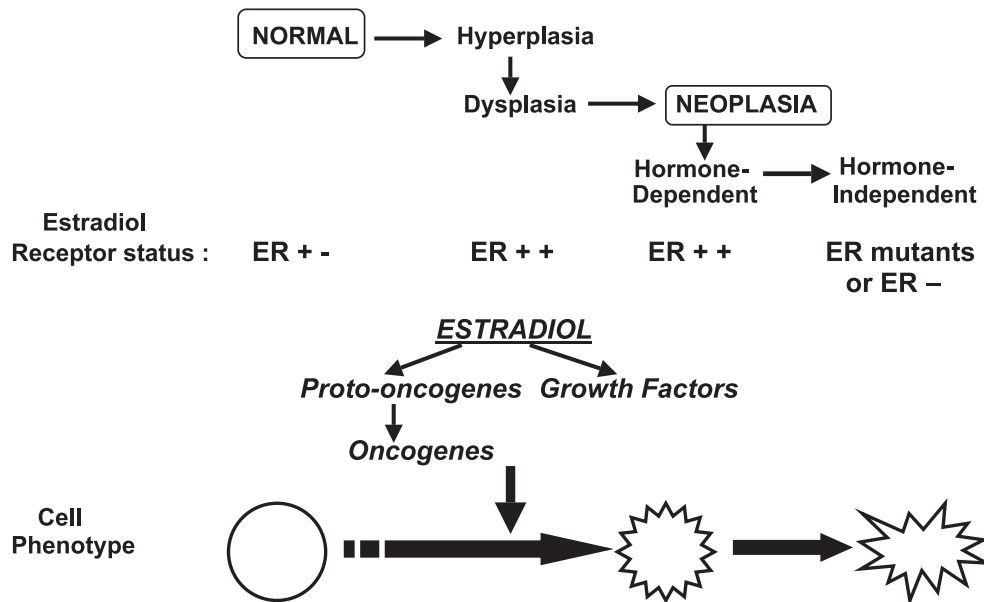 NORMAL Hyperplasia
Dysplasia NEOPLASIA
Hormone- Hormone-
Dependent Independent
Estradiol
Receptor status : ER + - ER + + ER + + ER mutants
or ER –
ESTRADIOL
Proto-oncogenes Growth Factors
Oncogenes
Cell
Phenotype